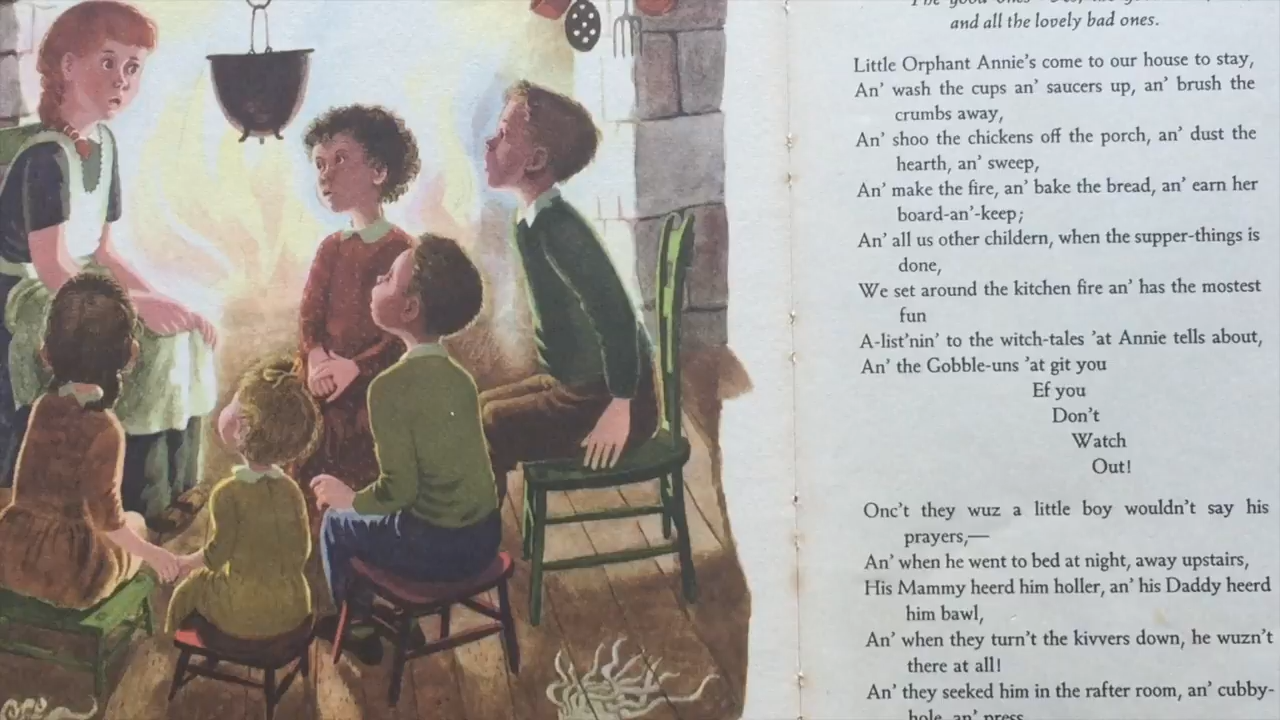 and all the lovely bad ones.
Little Orphant Annie's come to our house to stay,
An' wash the cups an' saucers up, an' brush the
crumbs away,
An' shoo the chickens off the porch, an' dust the
hearth, an' sweep,
An' make the fire, an' bake the bread, an' earn her
board-an'-keep;
An' all us other childern, when the supper-things is
done,
We set around the kitchen fire an' has the mostest
fun
A-list'nin' to the witch-tales 'at Annie tells about,
An' the Gobble-uns 'at git you
Ef you
Don't
Watch
Out!
Onc't they wuz a little boy wouldn't say his
prayers,—
An' when he went to bed at night, away upstairs,
His Mammy heerd him holler, an' his Daddy heerd
him bawl,
An' when they turn't the kivvers down, he wuzn't
there at all!
An' they seeked him in the rafter room, an' cubby-
hole, an' press,